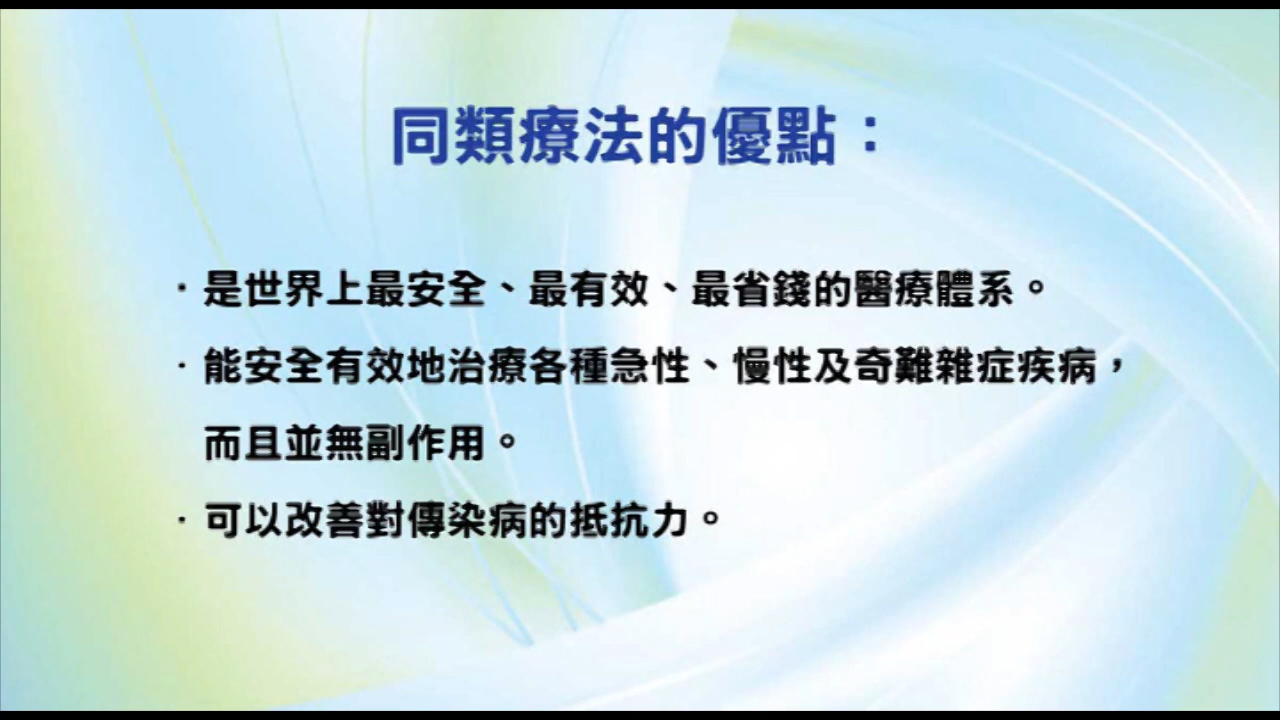 同類療法的優點：
·是世界上最安全、最有效、最省錢的醫療體系。
·能安全有效地治療各種急性、慢性及奇難雜症疾病，
而且並無副作用。
·可以改善對傳染病的抵抗力。